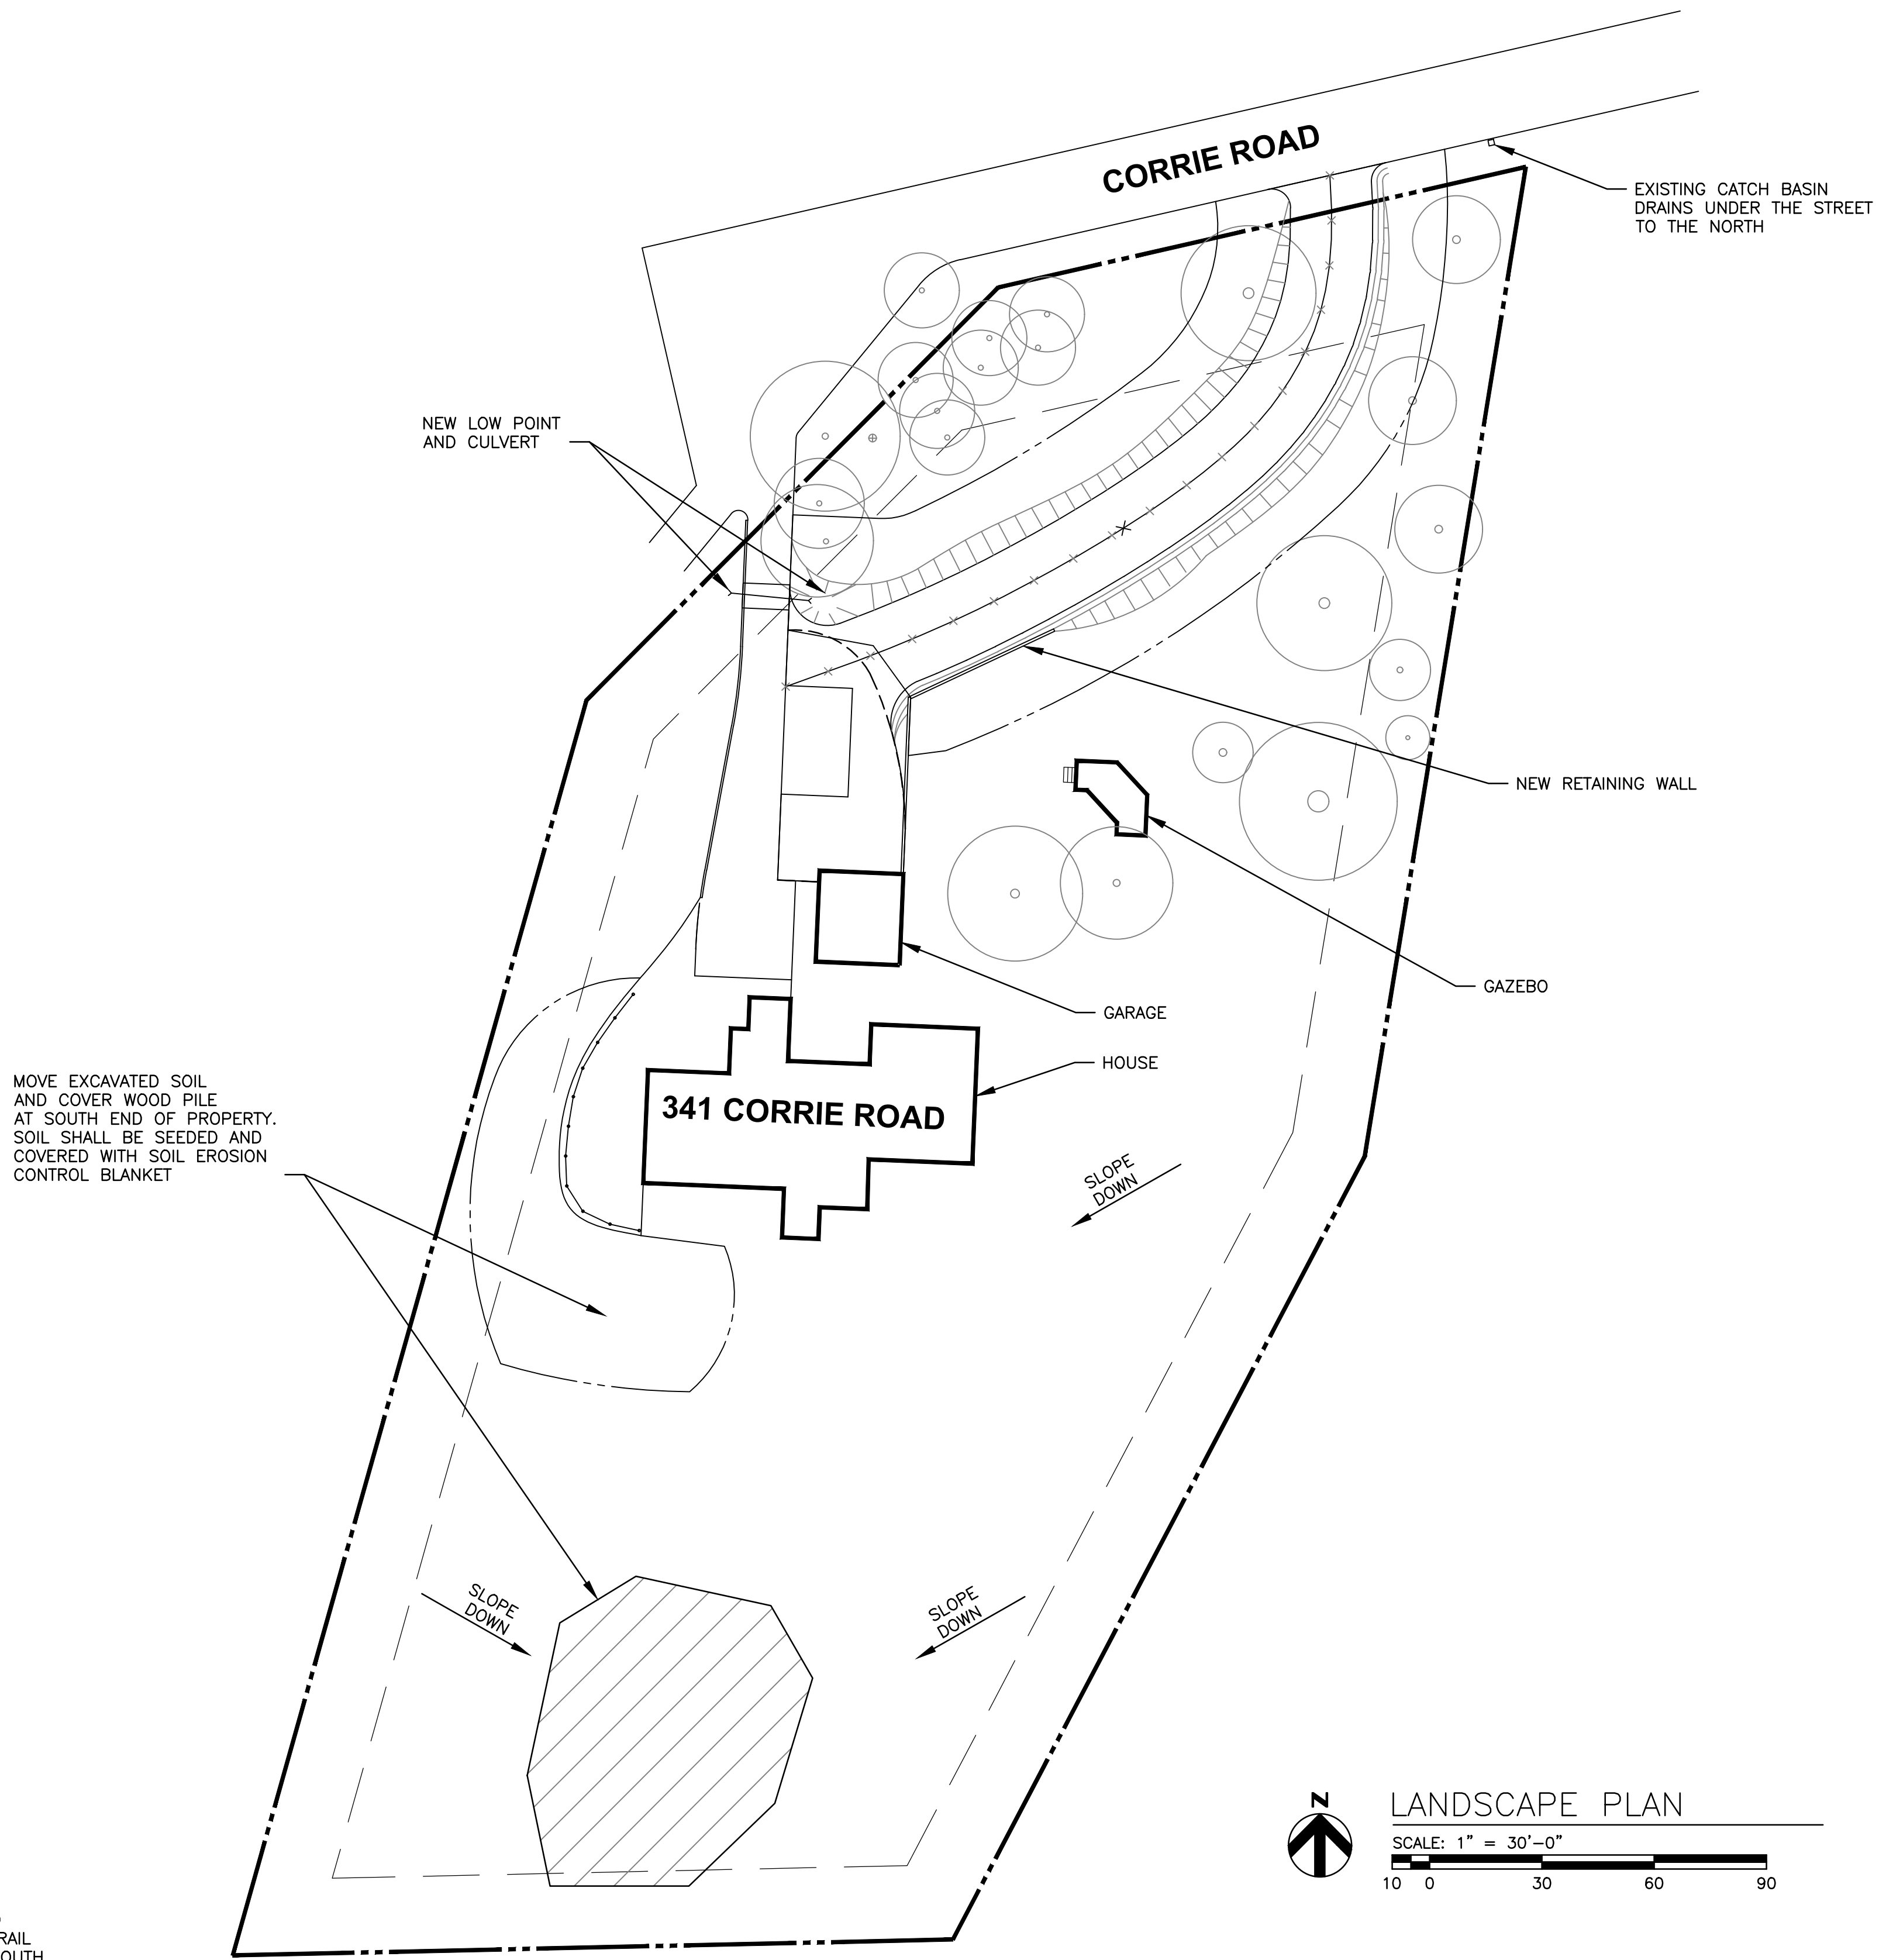 CORRIE ROAD
EXISTING CATCH BASIN
DRAINS UNDER THE STREET
TO THE NORTH
NEW LOW POINT
AND CULVERT
NEW RETAINING WALL
GAZEBO
GARAGE
HOUSE
MOVE EXCAVATED SOIL
AND COVER WOOD PILE
AT SOUTH END OF PROPERTY.
SOIL SHALL BE SEEDED AND
COVERED WITH SOIL EROSION
CONTROL BLANKET
341 CORRIE ROAD
SLOPE
DOWN
SLOPE
DOWN
SLOPE
DOWN
N
LANDSCAPE PLAN
SCALE: 1" = 30'-0"
10 0 30 60 90